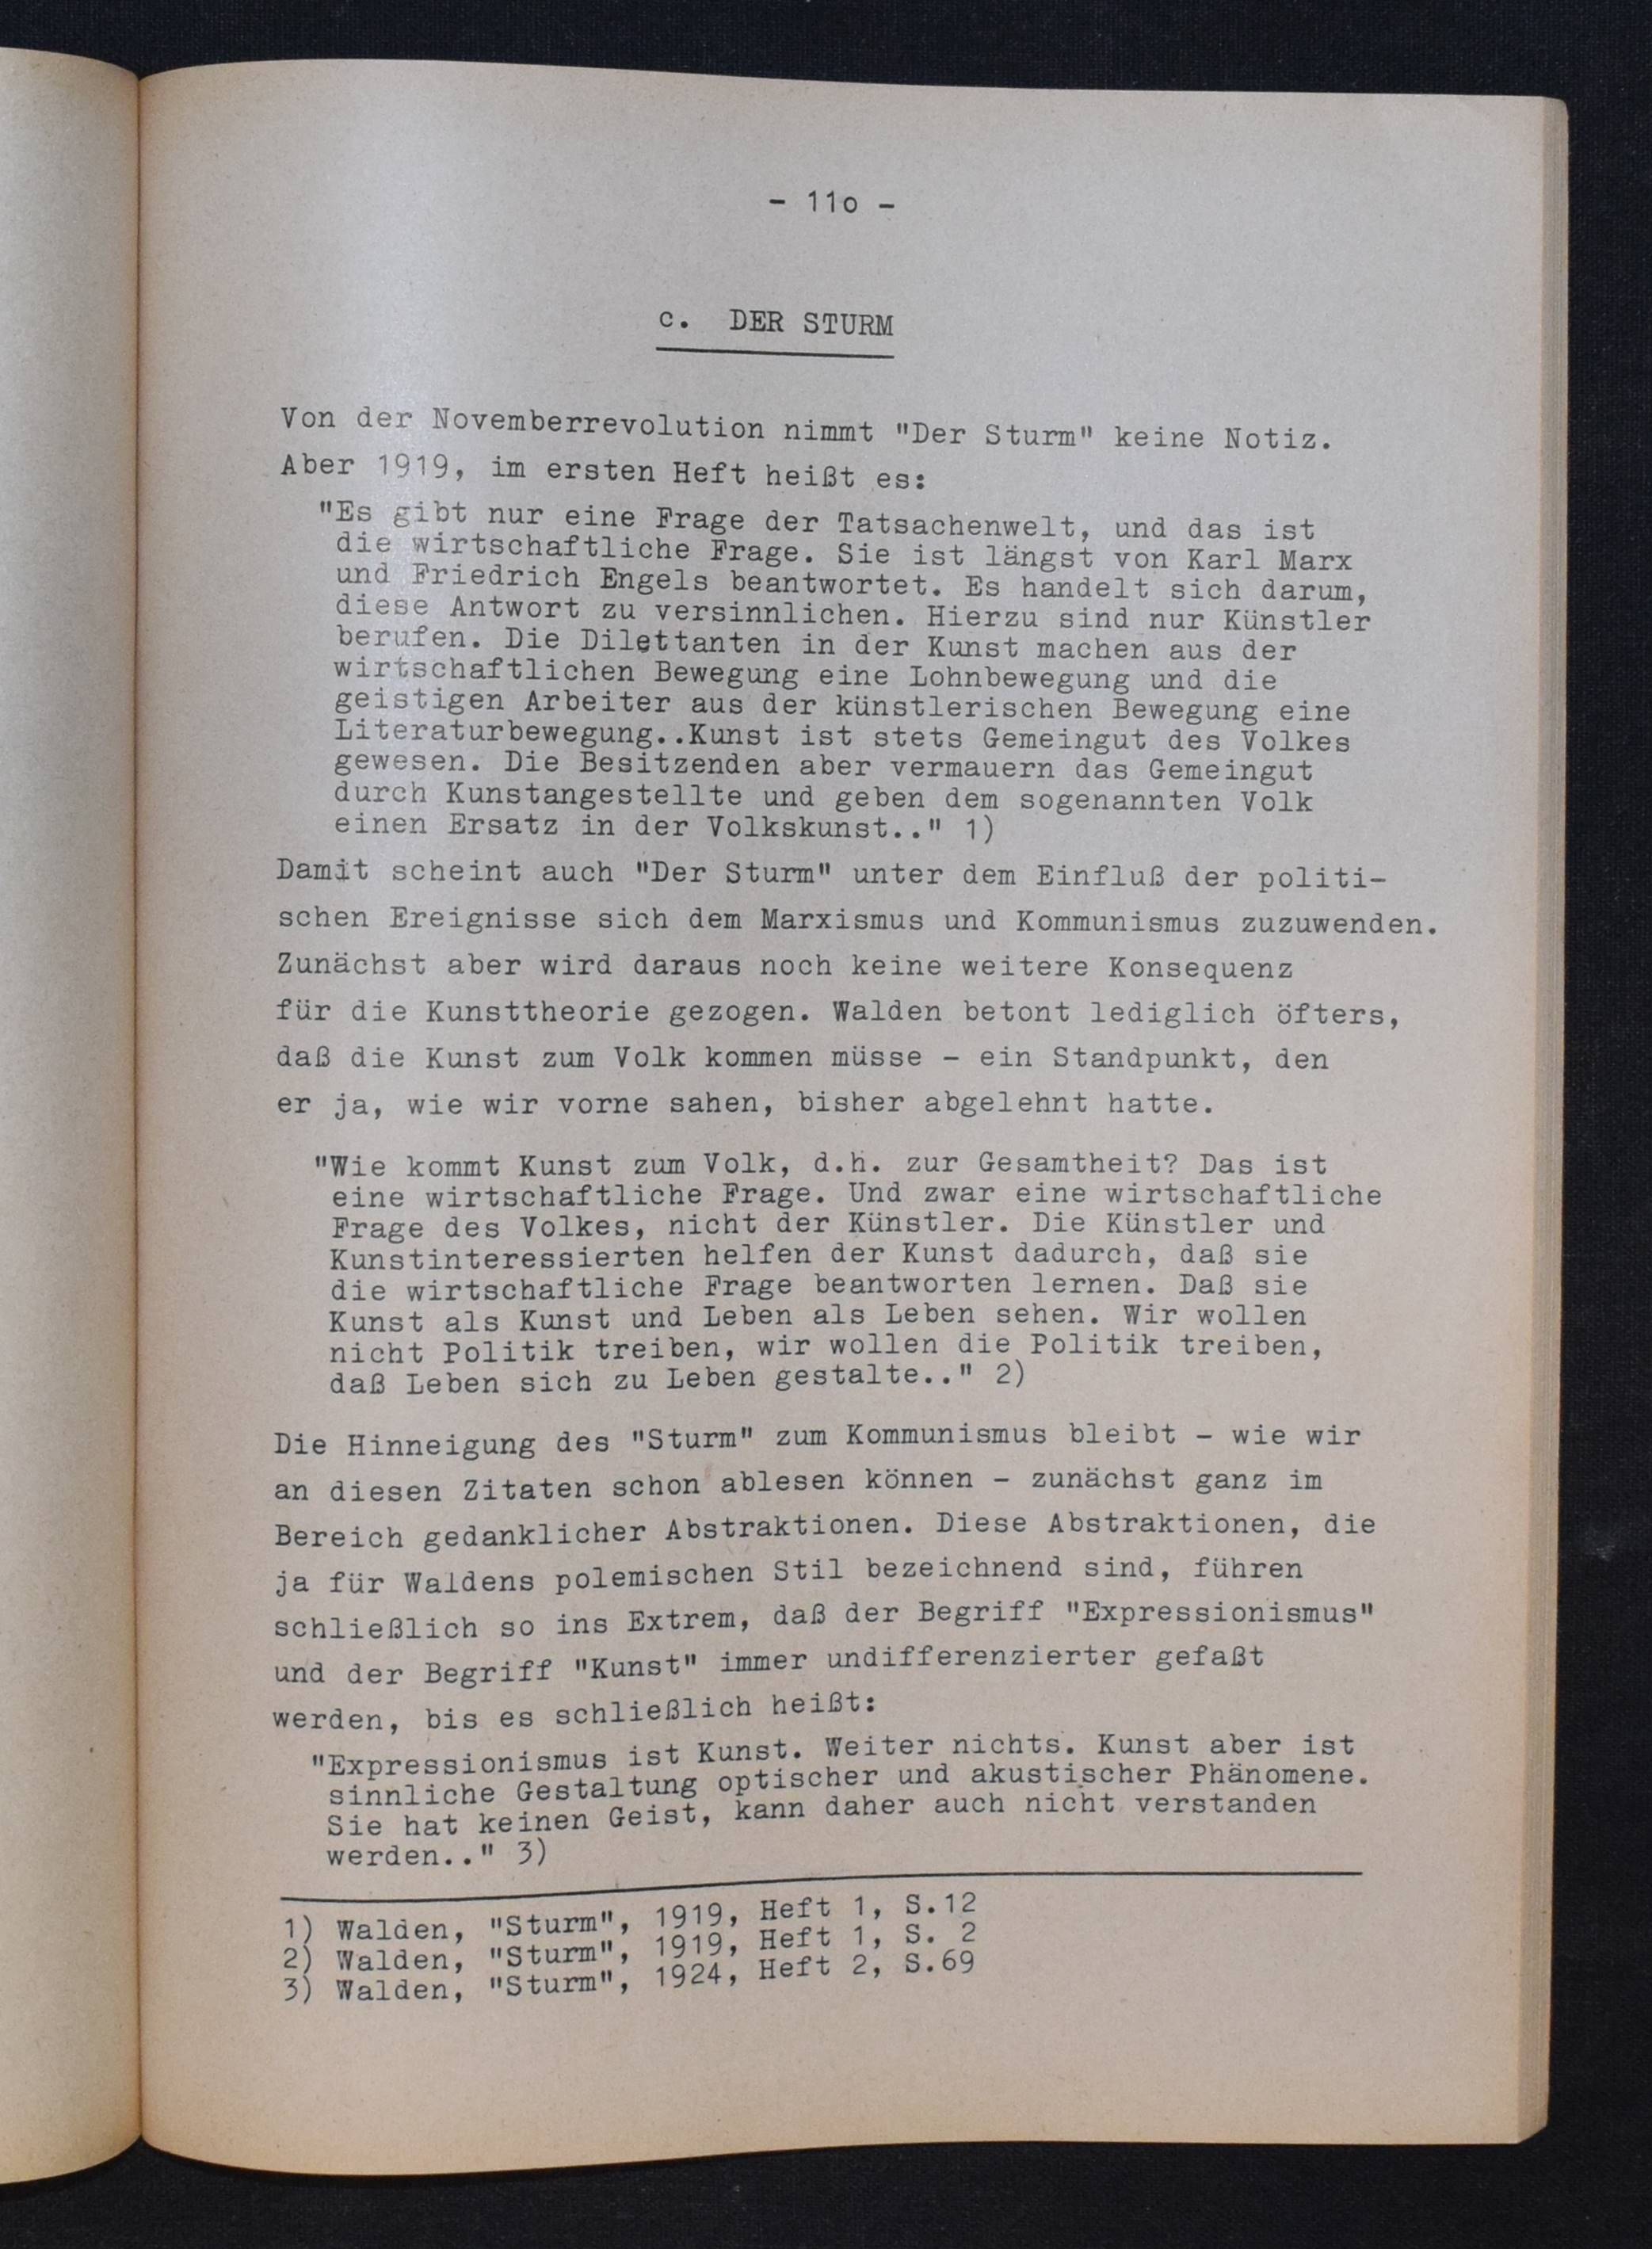 - 11o -
c. DER STURM
Von der Novemberrevolution nimmt "Der Sturm" keine Notiz.
Aber 1919, im ersten Heft heißt es:
"Es gibt nur eine Frage der Tatsachenwelt, und das ist
die wirtschaftliche Frage. Sie ist längst von Karl Marx
und Friedrich Engels beantwortet. Es handelt sich darum,
diese Antwort zu versinnlichen. Hierzu sind nur Künstler
berufen. Die Dilettanten in der Kunst machen aus der
wirtschaftlichen Bewegung eine Lohnbewegung und die
geistigen Arbeiter aus der künstlerischen Bewegung eine
Literaturbewegung..Kunst ist stets Gemeingut des Volkes
gewesen. Die Besitzenden aber vermauern das Gemeingut
durch Kunstangestellte und geben dem sogenannten Volk
einen Ersatz in der Volkskunst.." 1)
Damit scheint auch "Der Sturm" unter dem Einfluß der politi-
schen Ereignisse sich dem Marxismus und Kommunismus zuzuwenden.
Zunächst aber wird daraus noch keine weitere Konsequenz
für die Kunsttheorie gezogen. Walden betont lediglich öfters,
daß die Kunst zum Volk kommen müsse - ein Standpunkt, den
er ja, wie wir vorne sahen, bisher abgelehnt hatte.
"Wie kommt Kunst zum Volk, d.h. zur Gesamtheit? Das ist
eine wirtschaftliche Frage. Und zwar eine wirtschaftliche
Frage des Volkes, nicht der Künstler. Die Künstler und
Kunstinteressierten helfen der Kunst dadurch, daß sie
die wirtschaftliche Frage beantworten lernen. Daß sie
Kunst als Kunst und Leben als Leben sehen. Wir wollen
nicht Politik treiben, wir wollen die Politik treiben,
daß Leben sich zu Leben gestalte.." 2)
Die Hinneigung des "Sturm" zum Kommunismus bleibt - wie wir
an diesen Zitaten schon ablesen können - zunächst ganz im
Bereich gedanklicher Abstraktionen. Diese Abstraktionen, die
ja für Waldens polemischen Stil bezeichnend sind, führen
schließlich so ins Extrem, daß der Begriff "Expressionismus"
und der Begriff "Kunst" immer undifferenzierter gefaßt
werden, bis es schließlich heißt:
"Expressionismus ist Kunst. Weiter nichts. Kunst aber ist
sinnliche Gestaltung optischer und akustischer Phänomene.
Sie hat keinen Geist, kann daher auch nicht verstanden
werden.." 3)
1) Walden, "Sturm", 1919, Heft 1, S.12
2) Walden, "Sturm", 1919, Heft 1, S. 2
3) Walden, "Sturm", 1924, Heft 2, S.69